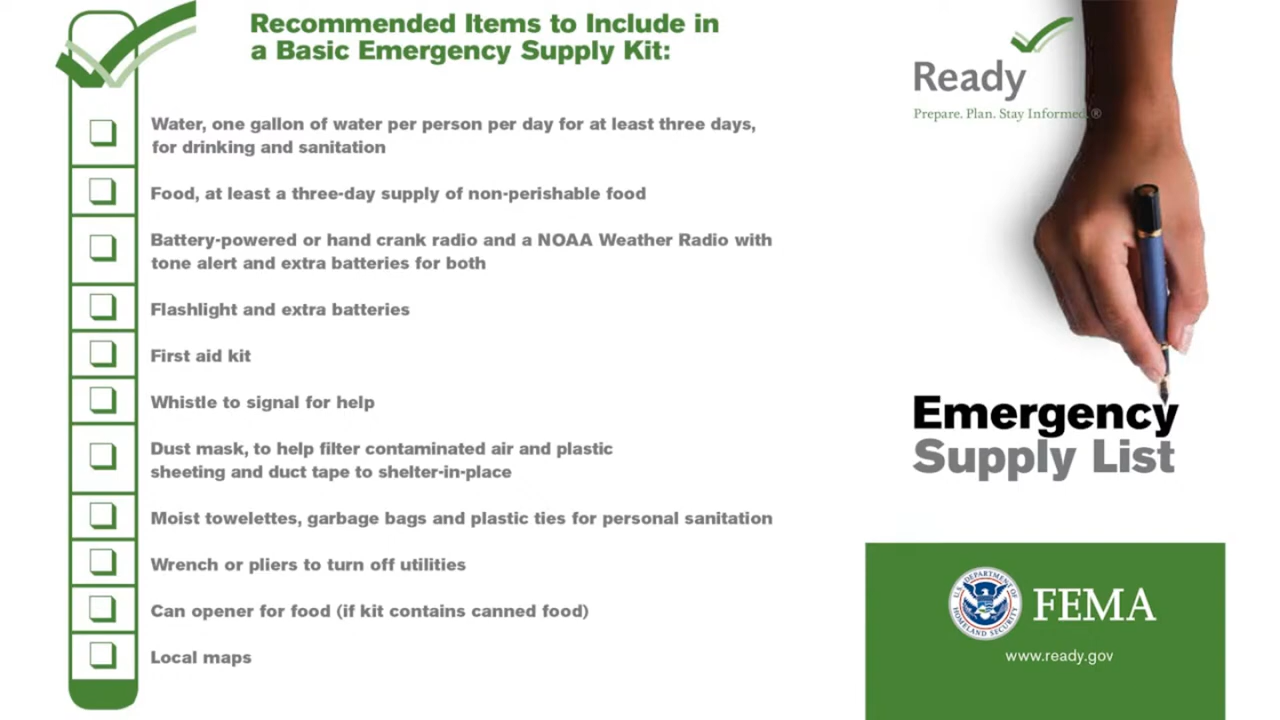 Recommended Items to Include in
a Basic Emergency Supply Kit:
Water, one gallon of water per person per day for at least three days,
for drinking and sanitation
Food, at least a three-day supply of non-perishable food
Battery-powered or hand crank radio and a NOAA Weather Radio with
tone alert and extra batteries for both
Flashlight and extra batteries
First aid kit
Whistle to signal for help
Dust mask, to help filter contaminated air and plastic
sheeting and duct tape to shelter-in-place
Moist towelettes, garbage bags and plastic ties for personal sanitation
Wrench or pliers to turn off utilities
Can opener for food (if kit contains canned food)
Local maps
Ready
Prepare. Plan. Stay Informed.®
Emergency
Supply List
U.S. DEPARTMENT OF
HOMELAND SECURITY
FEMA
www.ready.gov